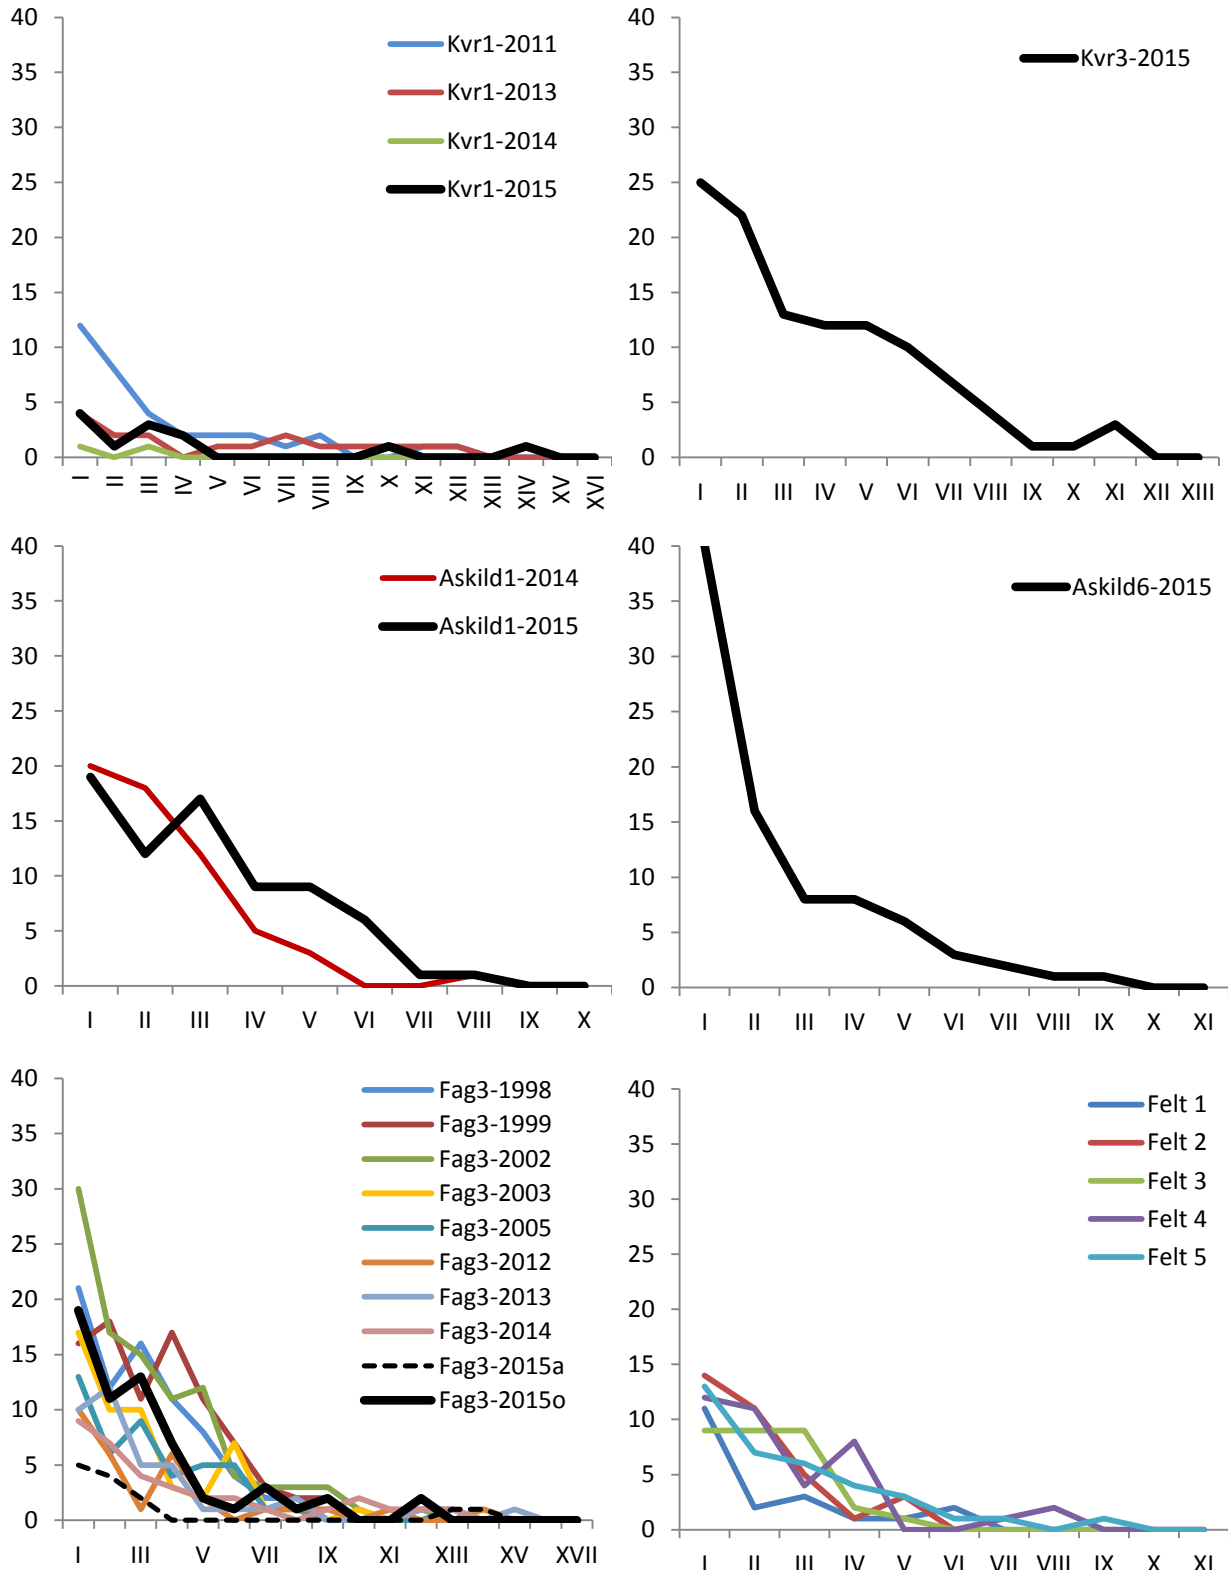 40
35
30
25
20
15
10
5
0
Kvr1-2011
Kvr1-2013
Kvr1-2014
Kvr1-2015
I II III IV V VI VII VIII IX X XI XII XIII XIV XV XVI
40
35
30
25
20
15
10
5
0
Kvr3-2015
I II III IV V VI VII VIII IX X XI XII XIII
40
35
30
25
20
15
10
5
0
Askild1-2014
Askild1-2015
I II III IV V VI VII VIII IX X
40
35
30
25
20
15
10
5
0
Askild6-2015
I II III IV V VI VII VIII IX X XI
40
35
30
25
20
15
10
5
0
Fag3-1998
Fag3-1999
Fag3-2002
Fag3-2003
Fag3-2005
Fag3-2012
Fag3-2013
Fag3-2014
Fag3-2015a
Fag3-2015o
I III V VII IX XI XIII XV XVII
40
35
30
25
20
15
10
5
0
Felt 1
Felt 2
Felt 3
Felt 4
Felt 5
I II III IV V VI VII VIII IX X XI